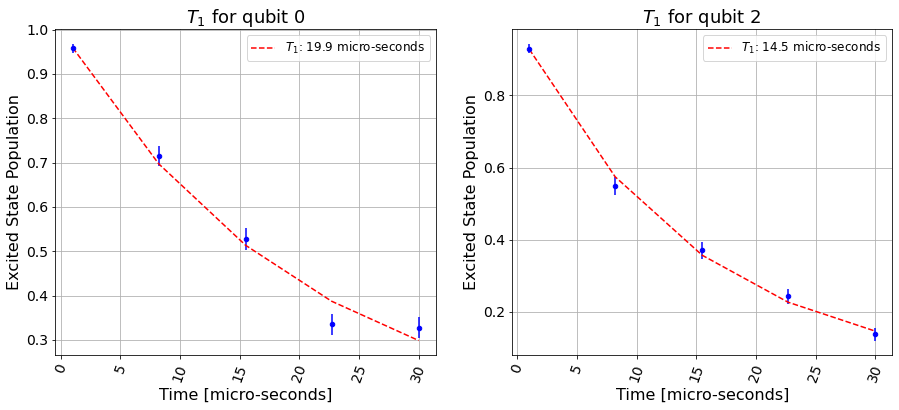 T₁ for qubit 0
T₁: 19.9 micro-seconds
Excited State Population
1.0
0.9
0.8
0.7
0.6
0.5
0.4
0.3
0 5 10 15 20 25 30
Time [micro-seconds]
T₁ for qubit 2
T₁: 14.5 micro-seconds
Excited State Population
0.8
0.6
0.4
0.2
0 5 10 15 20 25 30
Time [micro-seconds]